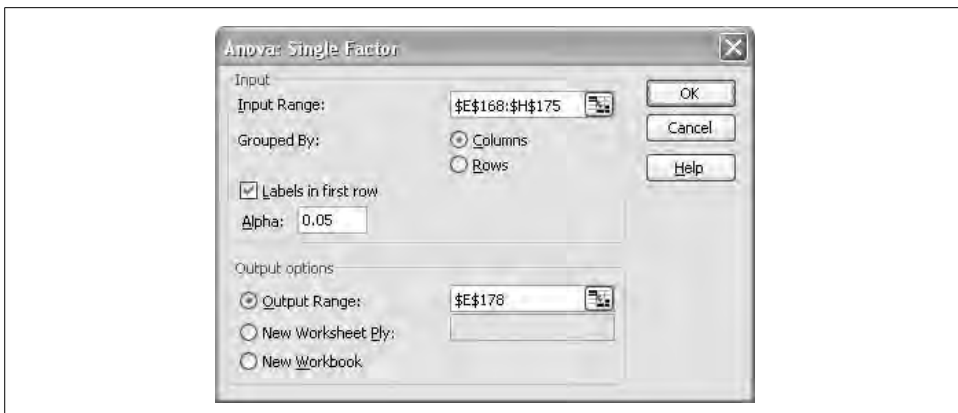 Anova: Single Factor
Input
Input Range:
$E$168:$H$175
Grouped By:
Columns
Rows
Labels in first row
Alpha:
0.05
OK
Cancel
Help
Output options
Output Range:
$E$178
New Worksheet Ply:
New Workbook